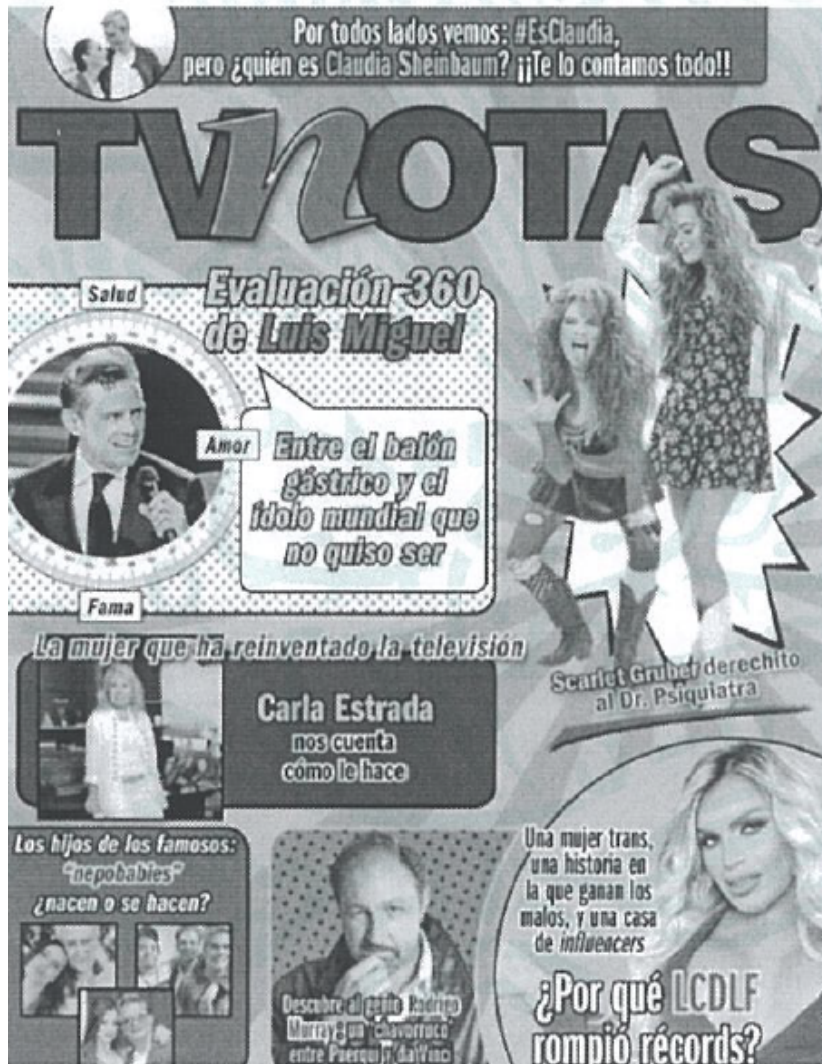 Por todos lados vemos: #EsClaudia,
pero ¿quién es Claudia Sheinbaum? ¡¡Te lo contamos todo!!
TVnOTAS
Salud
Evaluación 360
de Luis Miguel
Amor
Entre el balón
gástrico y el
ídolo mundial que
no quiso ser
Fama
La mujer que ha reinventado la televisión
Carla Estrada
nos cuenta
cómo le hace
Scarlet Gruber derechito
al Dr. Psiquiatra
Los hijos de los famosos:
"nepobabies"
¿nacen o se hacen?
Descubre al genio Rodrigo
Murray: un "chavorruco"
entre y daVinci
Una mujer trans,
una historia en
la que ganan los
malos, y una casa
de influencers
¿Por qué LCDLF
rompió récords?